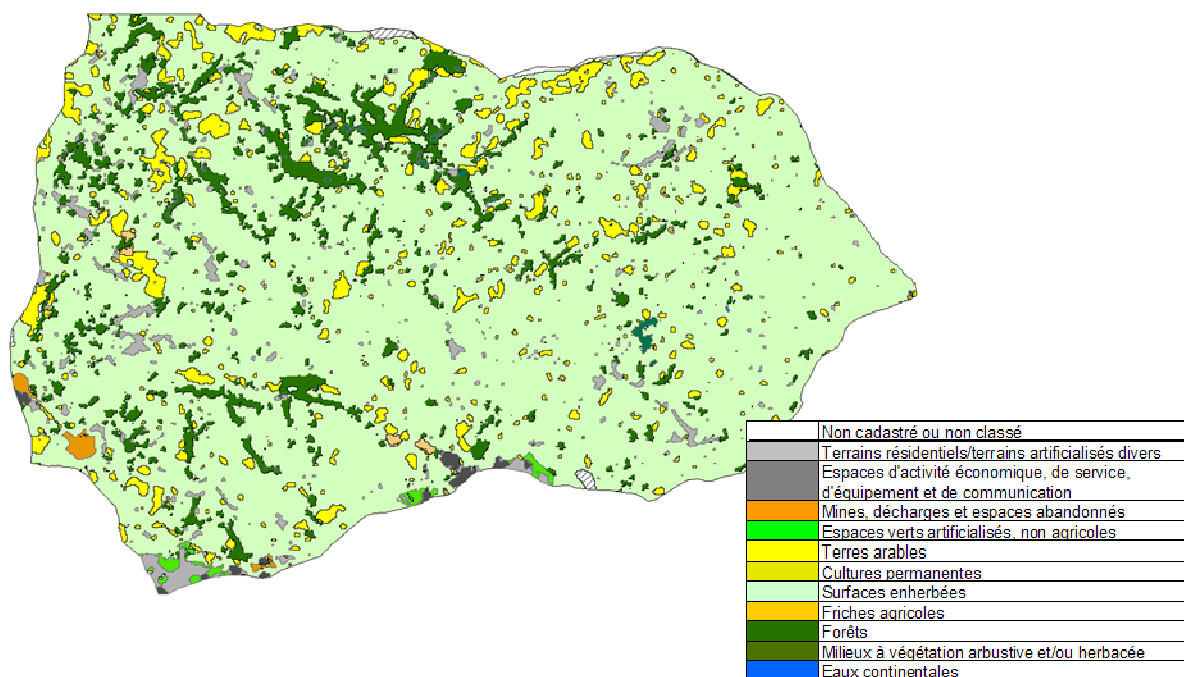 Non cadastré ou non classé
Terrains résidentiels/terrains artificialisés divers
Espaces d'activité économique, de service,
d'équipement et de communication
Mines, décharges et espaces abandonnés
Espaces verts artificialisés, non agricoles
Terres arables
Cultures permanentes
Surfaces enherbées
Friches agricoles
Forêts
Milieux à végétation arbustive et/ou herbacée
Eaux continentales